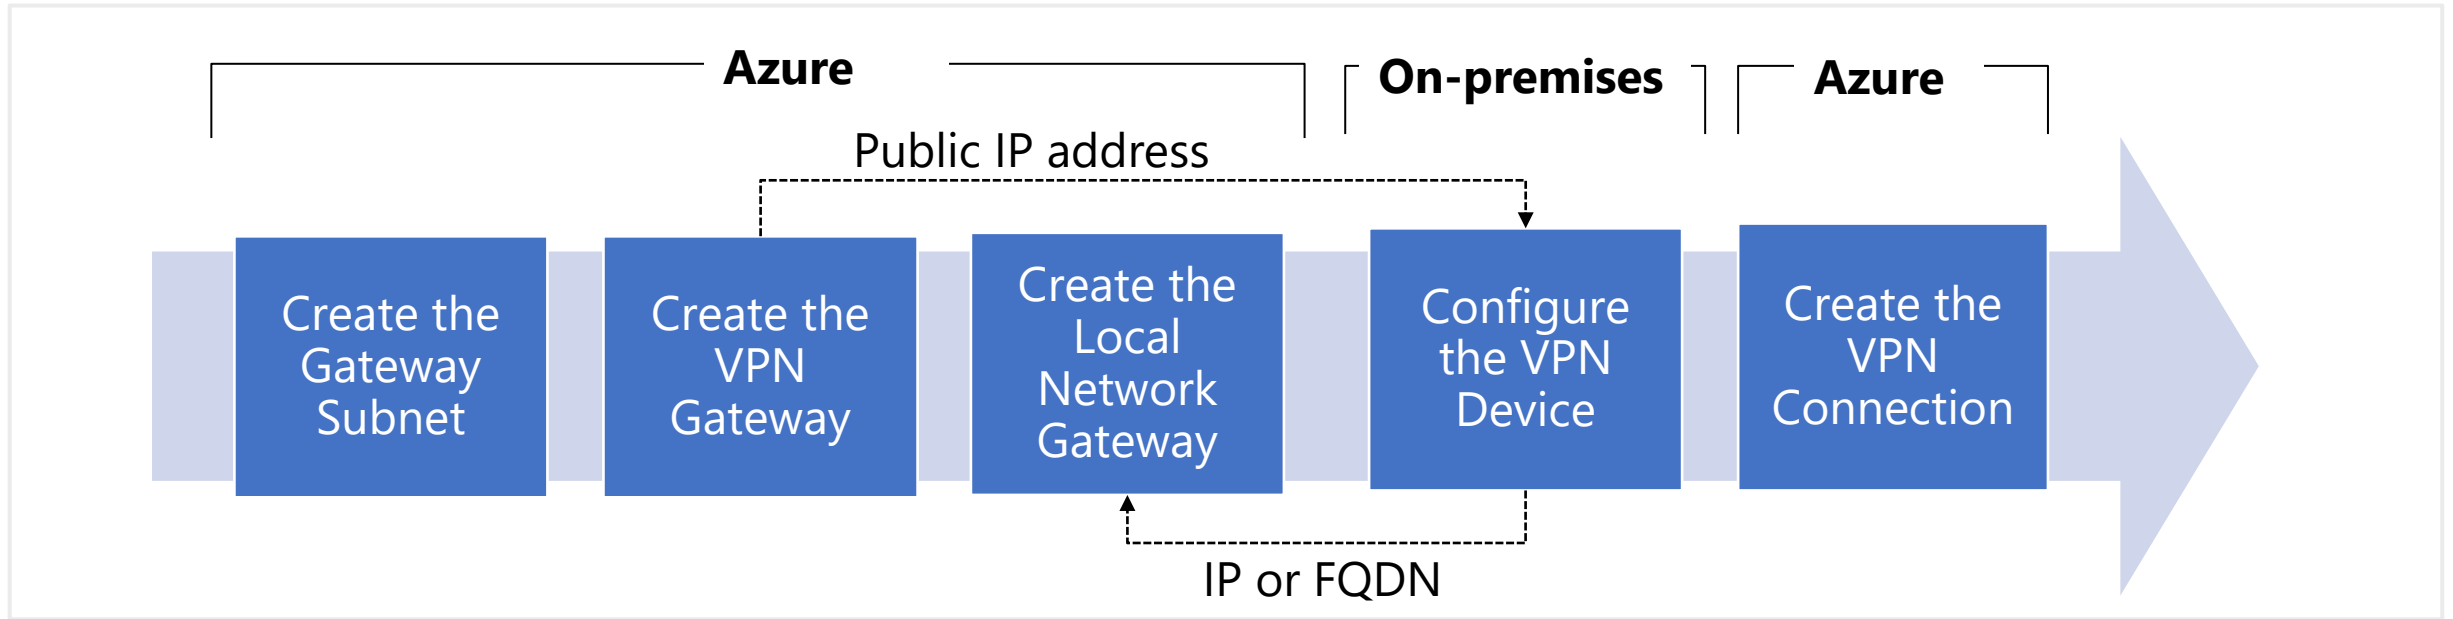 Azure
On-premises
Azure
Public IP address
Create the
Gateway
Subnet
Create the
VPN
Gateway
Create the
Local
Network
Gateway
Configure
the VPN
Device
Create the
VPN
Connection
IP or FQDN